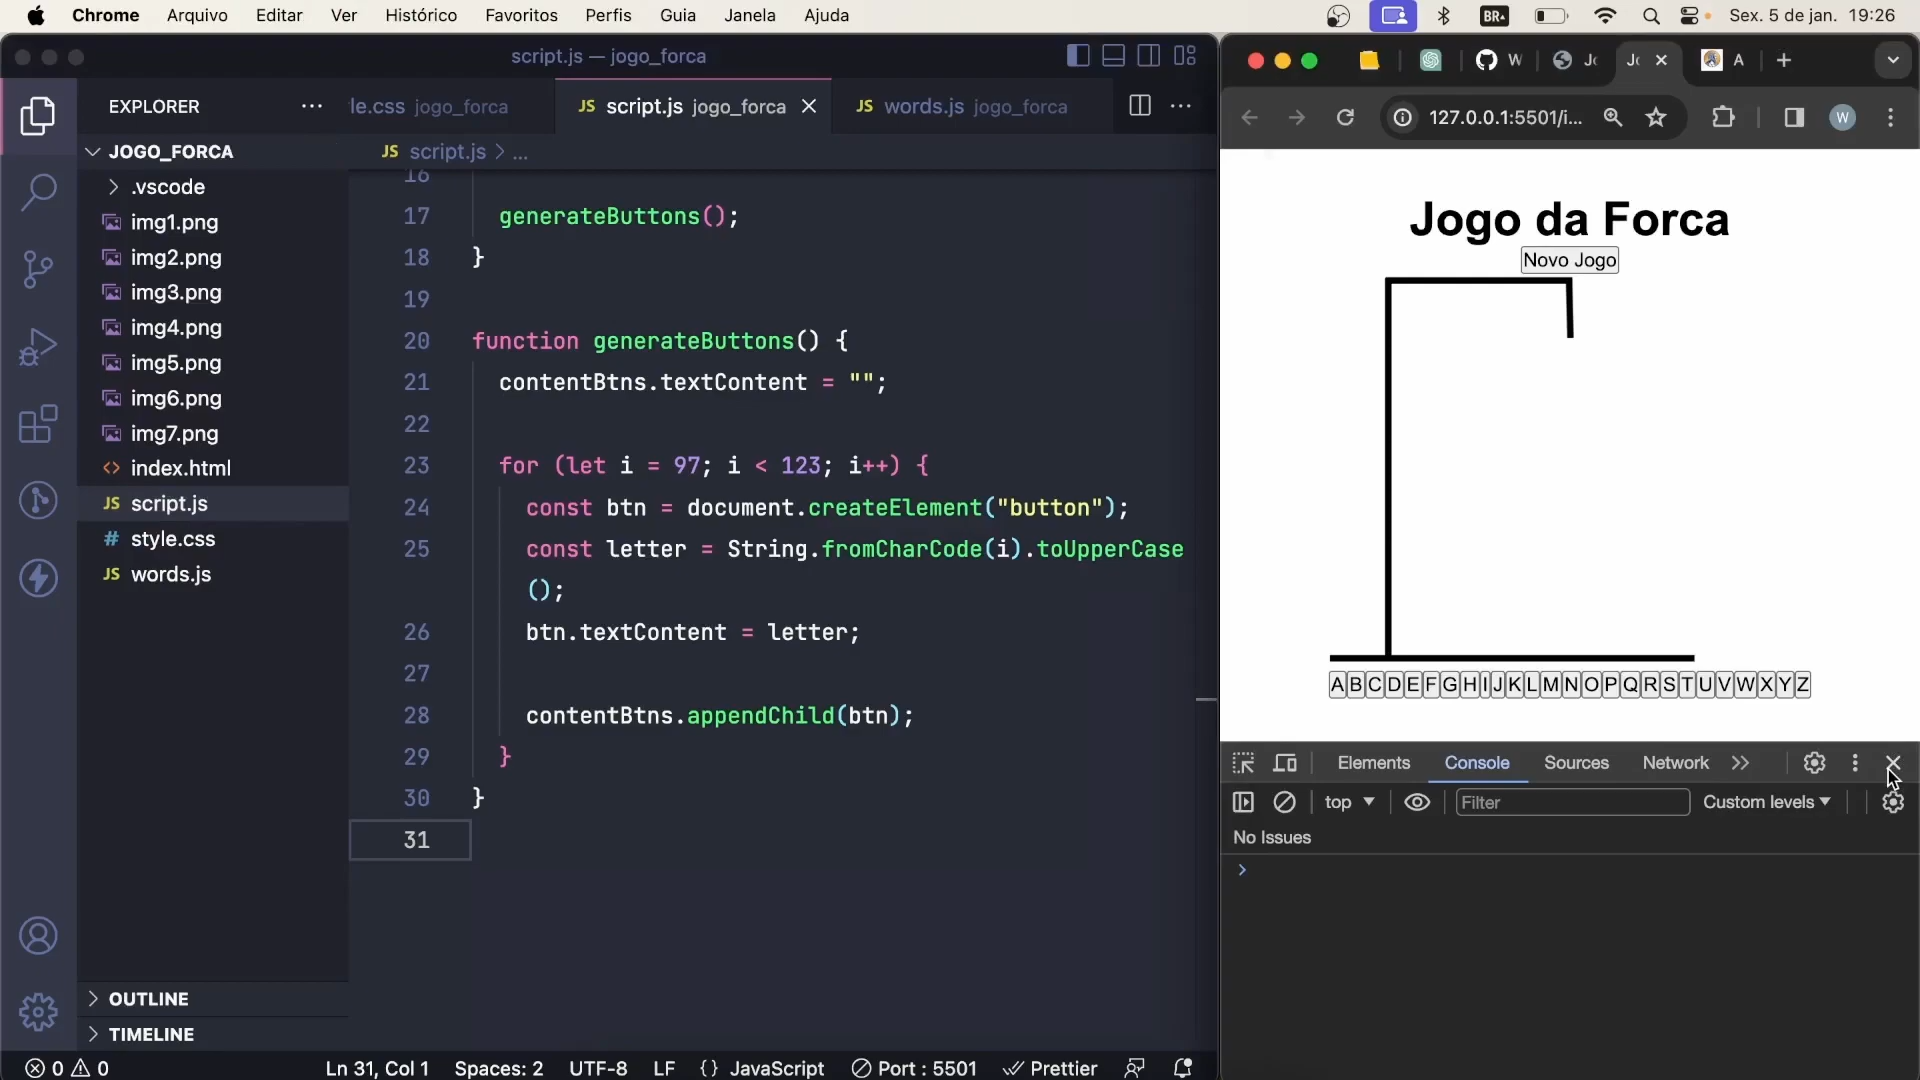 Chrome Arquivo Editar Ver Histórico Favoritos Perfis Guia Janela Ajuda BR Sex. 5 de jan. 19:26
script.js — jogo_forca
EXPLORER
le.css jogo_forca JS script.js jogo_forca JS words.js jogo_forca
JOGO_FORCA
JS script.js > ...
.vscode
img1.png
img2.png
img3.png
img4.png
img5.png
img6.png
img7.png
<> index.html
JS script.js
# style.css
JS words.js
OUTLINE
TIMELINE
16
17 generateButtons();
18 }
19
20 function generateButtons() {
21 contentBtns.textContent = "";
22
23 for (let i = 97; i < 123; i++) {
24 const btn = document.createElement("button");
25 const letter = String.fromCharCode(i).toUpperCase
();
26 btn.textContent = letter;
27
28 contentBtns.appendChild(btn);
29 }
30 }
31
0 0 Ln 31, Col 1 Spaces: 2 UTF-8 LF {} JavaScript Port : 5501 Prettier
W A
127.0.0.1:5501/i... W
Jogo da Forca
Novo Jogo
A B C D E F G H I J K L M N O P Q R S T U V W X Y Z
Elements Console Sources Network
top Filter Custom levels
No Issues